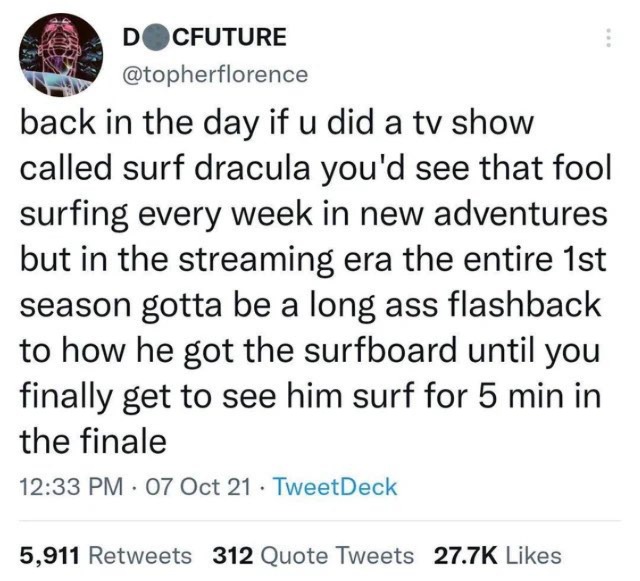 D🌑CFUTURE
@topherflorence
back in the day if u did a tv show
called surf dracula you'd see that fool
surfing every week in new adventures
but in the streaming era the entire 1st
season gotta be a long ass flashback
to how he got the surfboard until you
finally get to see him surf for 5 min in
the finale
12:33 PM · 07 Oct 21 · TweetDeck
5,911 Retweets 312 Quote Tweets 27.7K Likes